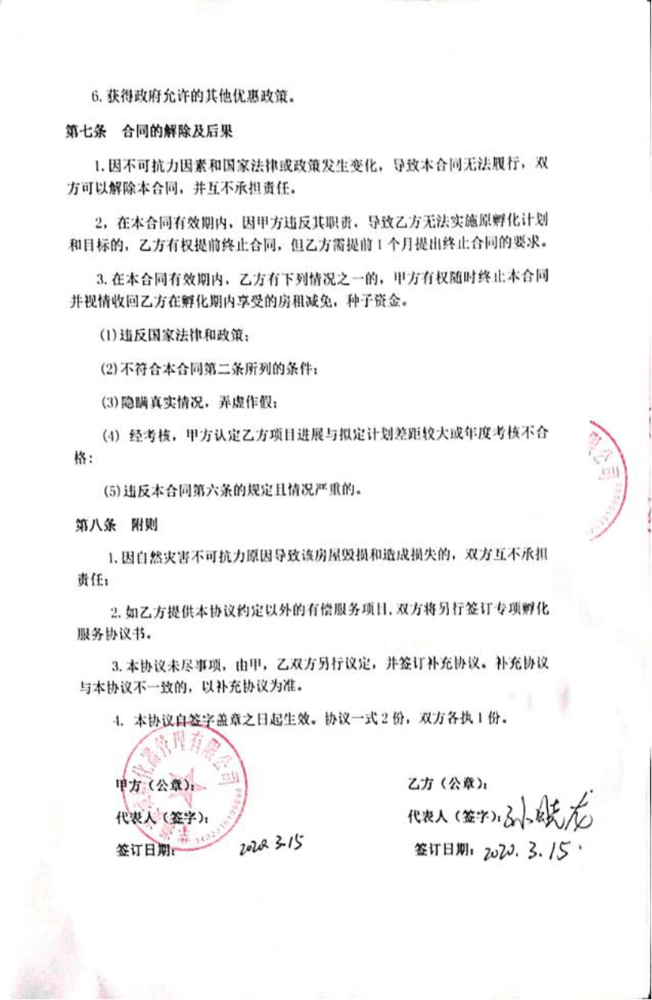 6. 获得政府允许的其他优惠政策。
第七条 合同的解除及后果
1. 因不可抗力因素和国家法律或政策发生变化，导致本合同无法履行，双
方可以解除本合同，并互不承担责任。
2，在本合同有效期内，因甲方违反其职责，导致乙方无法实施原孵化计划
和目标的，乙方有权提前终止合同，但乙方需提前1个月提出终止合同的要求。
3. 在本合同有效期内，乙方有下列情况之一的，甲方有权随时终止本合同
并视情收回乙方在孵化期内享受的房租减免，种子资金。
(1)违反国家法律和政策；
(2)不符合本合同第二条所列的条件；
(3)隐瞒真实情况，弄虚作假；
(4) 经考核，甲方认定乙方项目进展与拟定计划差距较大或年度考核不合
格；
(5)违反本合同第六条的规定且情况严重的。
限公司
第八条 附则
1. 因自然灾害不可抗力原因导致该房屋毁损和造成损失的，双方互不承担
责任；
2. 如乙方提供本协议约定以外的有偿服务项目，双方将另行签订专项孵化
服务协议书。
3. 本协议未尽事项，由甲，乙双方另行议定，并签订补充协议。补充协议
与本协议不一致的，以补充协议为准。
4. 本协议自签字盖章之日起生效。协议一式2份，双方各执1份。
化器管理有限公司
甲方（公章）：
乙方（公章）：
代表人（签字）：
代表人（签字）：孙晓龙
签订日期： 2020 3.15
签订日期：2020.3.15.